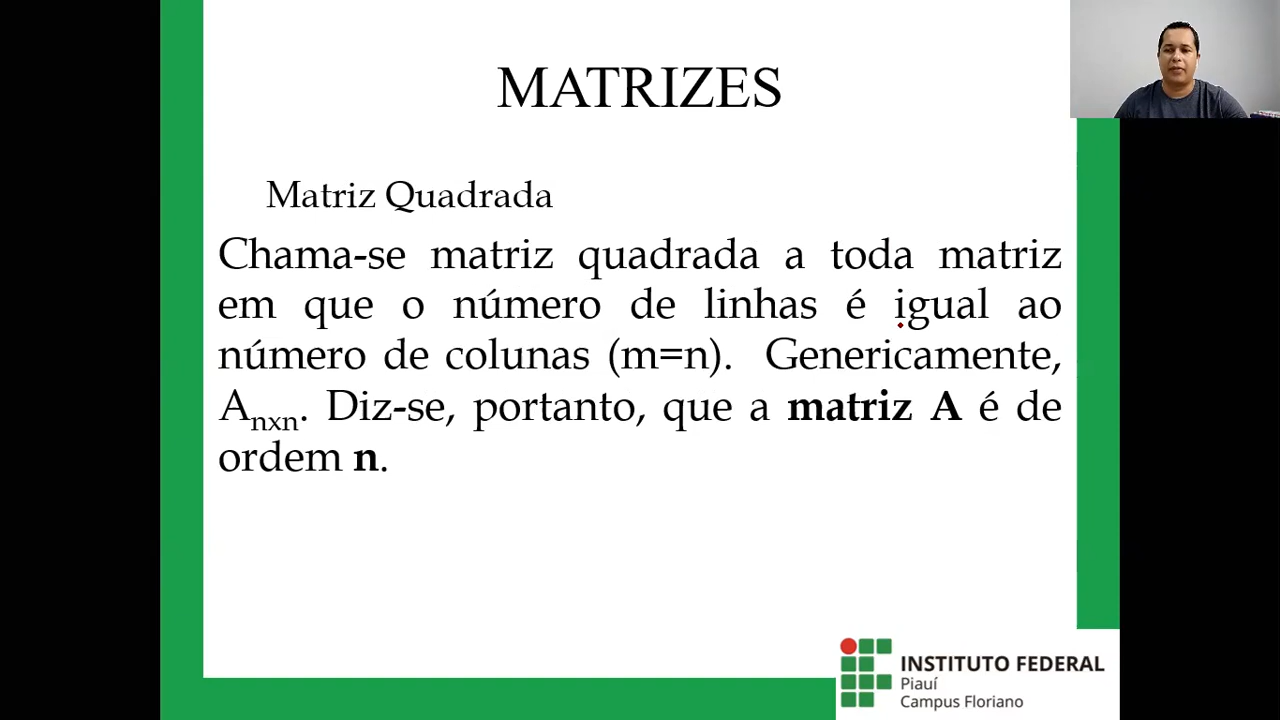 MATRIZES
Matriz Quadrada
Chama-se matriz quadrada a toda matriz
em que o número de linhas é igual ao
número de colunas (m=n). Genericamente,
Anxn. Diz-se, portanto, que a matriz A é de
ordem n.
INSTITUTO FEDERAL
Piauí
Campus Floriano